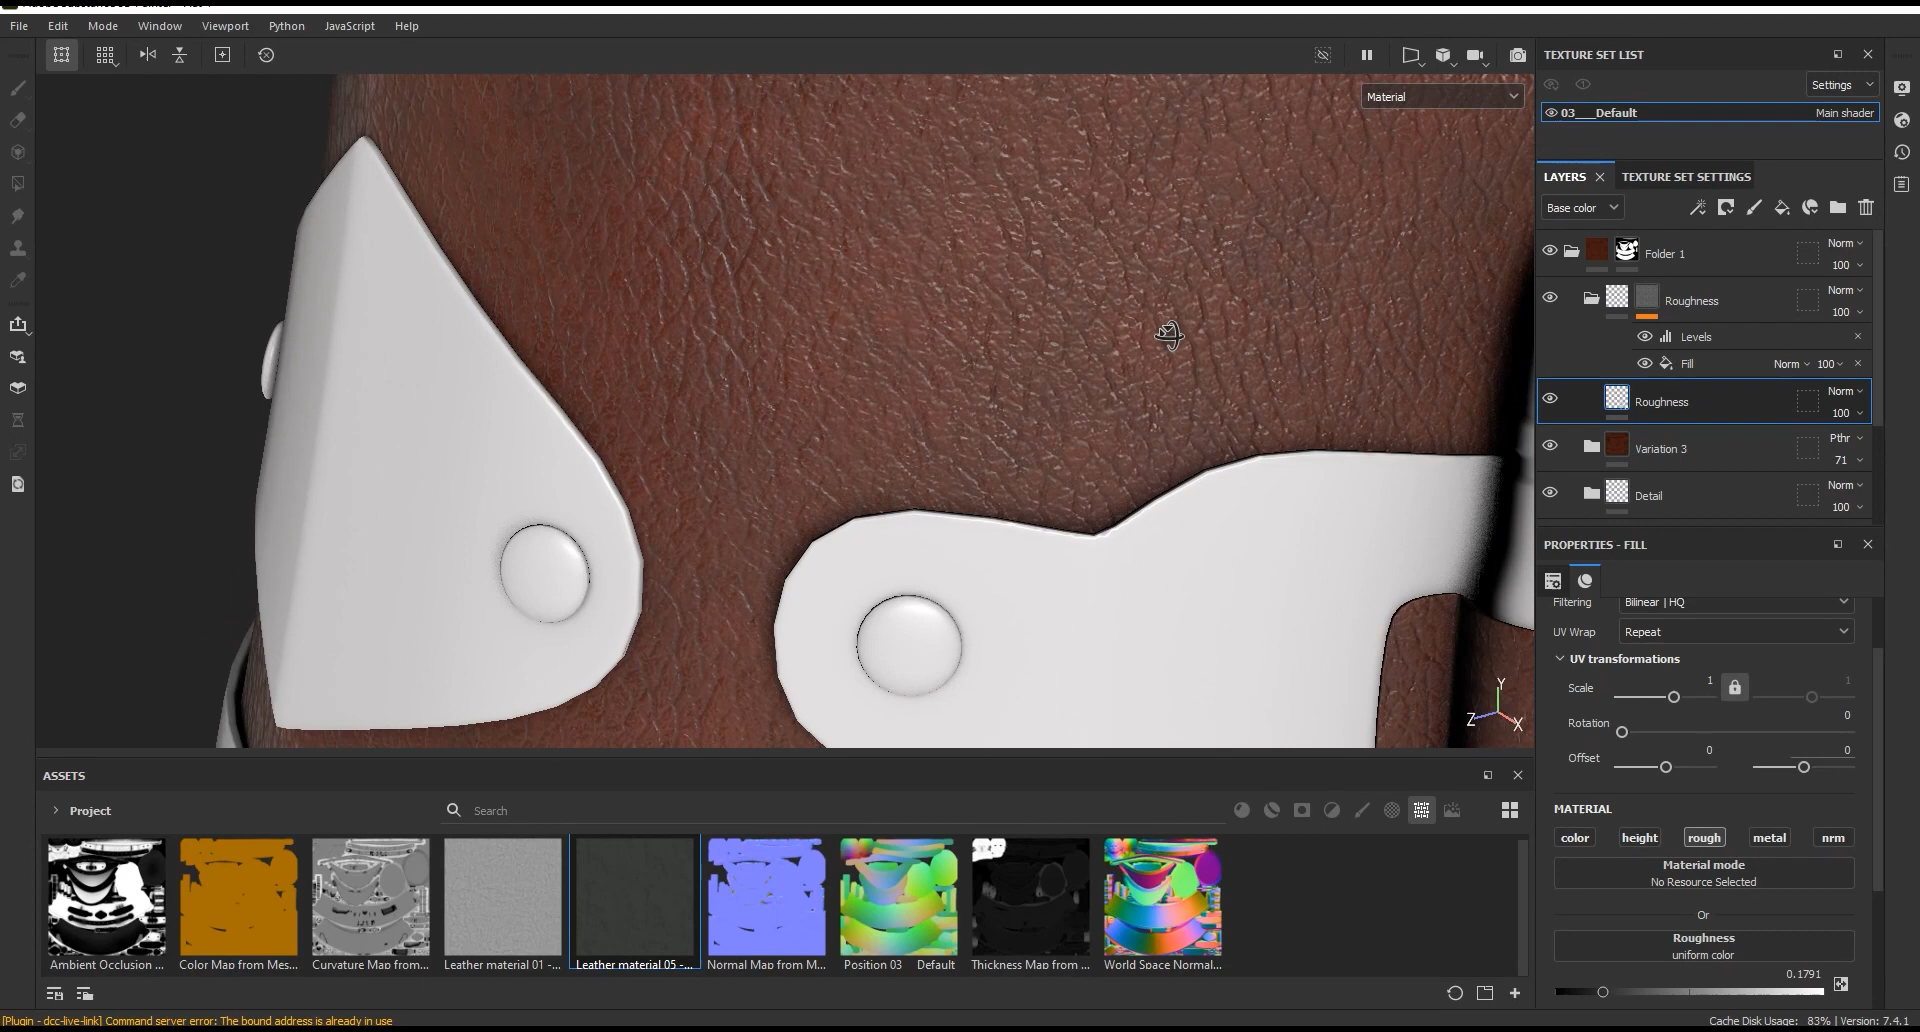 File Edit Mode Window Viewport Python JavaScript Help
Material
TEXTURE SET LIST
Settings
03___Default Main shader
LAYERS TEXTURE SET SETTINGS
Base color
Folder 1 Norm 100
Roughness Norm 100
Levels
Fill Norm 100
Roughness Norm 100
Variation 3 Pthr 71
Detail Norm 100
PROPERTIES - FILL
Filtering Bilinear | HQ
UV Wrap Repeat
UV transformations
Scale 1 1
Rotation 0
Offset 0 0
MATERIAL
color height rough metal nrm
Material mode
No Resource Selected
Or
Roughness
uniform color
0.1791
Y
Z X
ASSETS
Project Search
Ambient Occlusion ... Color Map from Mes... Curvature Map from... Leather material 01 -... Leather material 05 -... Normal Map from M... Position 03 Default Thickness Map from ... World Space Normal...
[Plugin - dcc-live-link] Command server error: The bound address is already in use
Cache Disk Usage: 83% | Version: 7.4.1